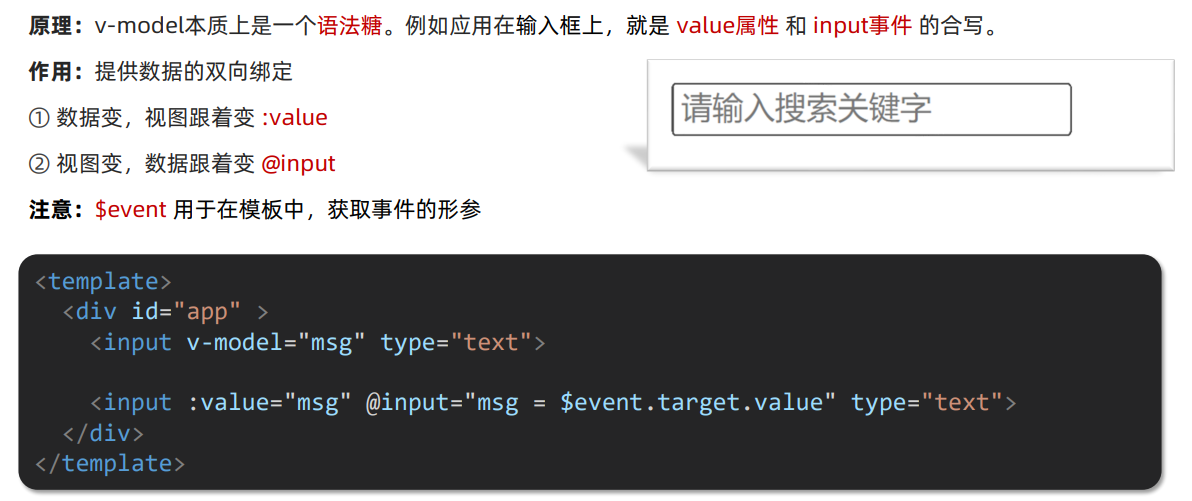 原理：v-model本质上是一个语法糖。例如应用在输入框上，就是 value属性 和 input事件 的合写。
作用：提供数据的双向绑定
① 数据变，视图跟着变 :value
② 视图变，数据跟着变 @input
请输入搜索关键字
注意：$event 用于在模板中，获取事件的形参
<template>
  <div id="app" >
    <input v-model="msg" type="text">
    <input :value="msg" @input="msg = $event.target.value" type="text">
  </div>
</template>